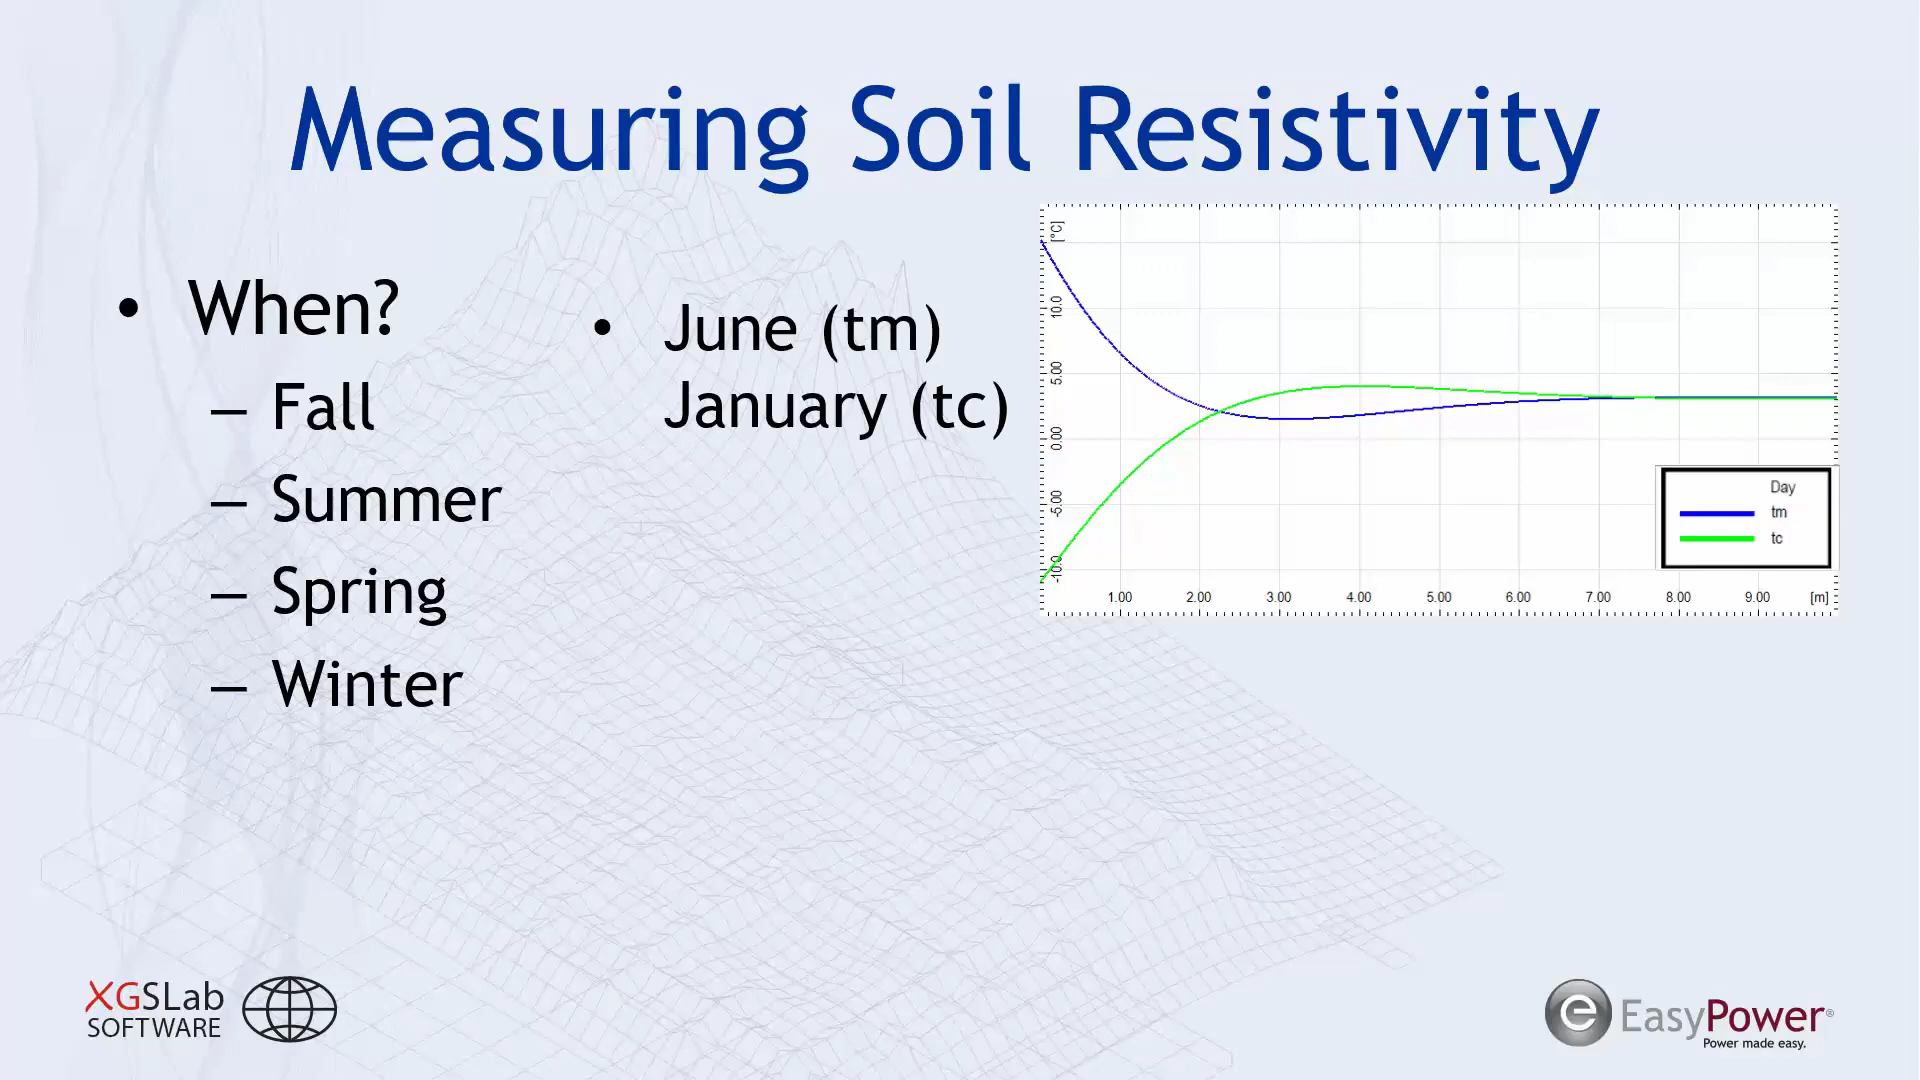 Measuring Soil Resistivity
• When?
– Fall
– Summer
– Spring
– Winter
• June (tm)
January (tc)
[°C]
10.0
5.00
0.00
-5.00
-10.0
1.00 2.00 3.00 4.00 5.00 6.00 7.00 8.00 9.00 [m]
Day
tm
tc
XGSLab
SOFTWARE
e EasyPower®
Power made easy.